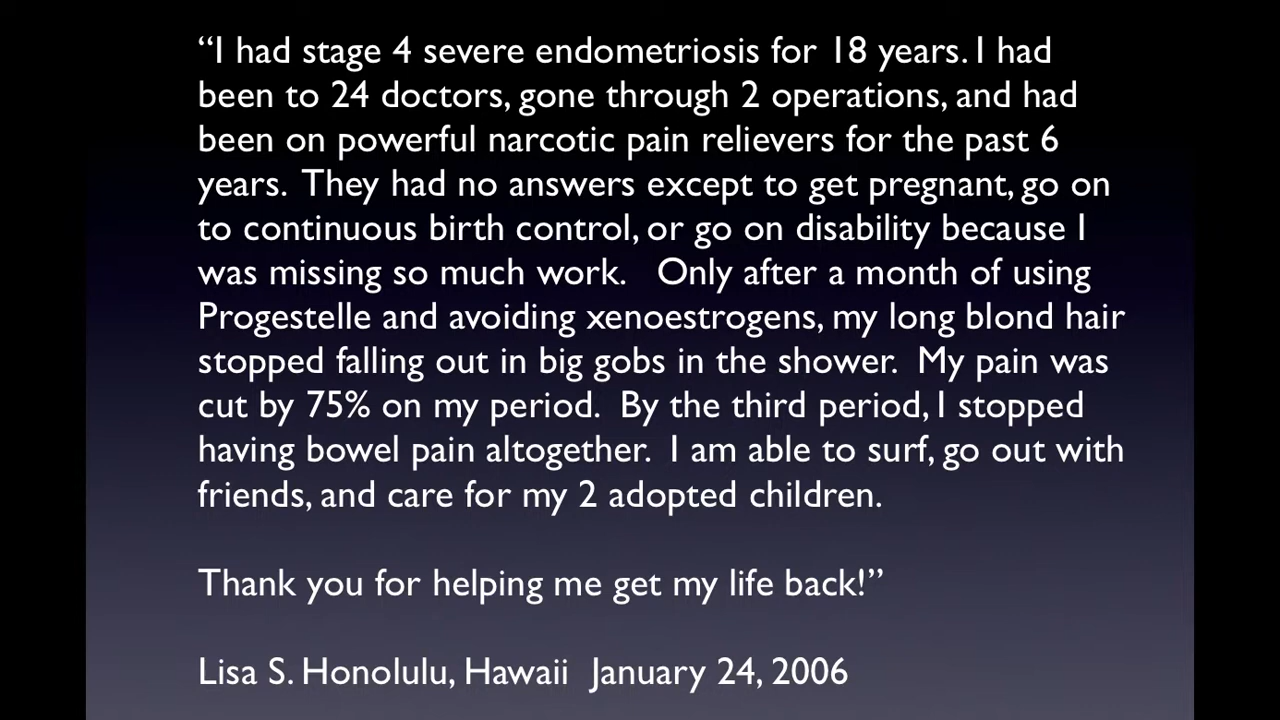 “I had stage 4 severe endometriosis for 18 years. I had
been to 24 doctors, gone through 2 operations, and had
been on powerful narcotic pain relievers for the past 6
years.  They had no answers except to get pregnant, go on
to continuous birth control, or go on disability because I
was missing so much work.   Only after a month of using
Progestelle and avoiding xenoestrogens, my long blond hair
stopped falling out in big gobs in the shower.  My pain was
cut by 75% on my period.  By the third period, I stopped
having bowel pain altogether.  I am able to surf, go out with
friends, and care for my 2 adopted children.
Thank you for helping me get my life back!”
Lisa S. Honolulu, Hawaii  January 24, 2006